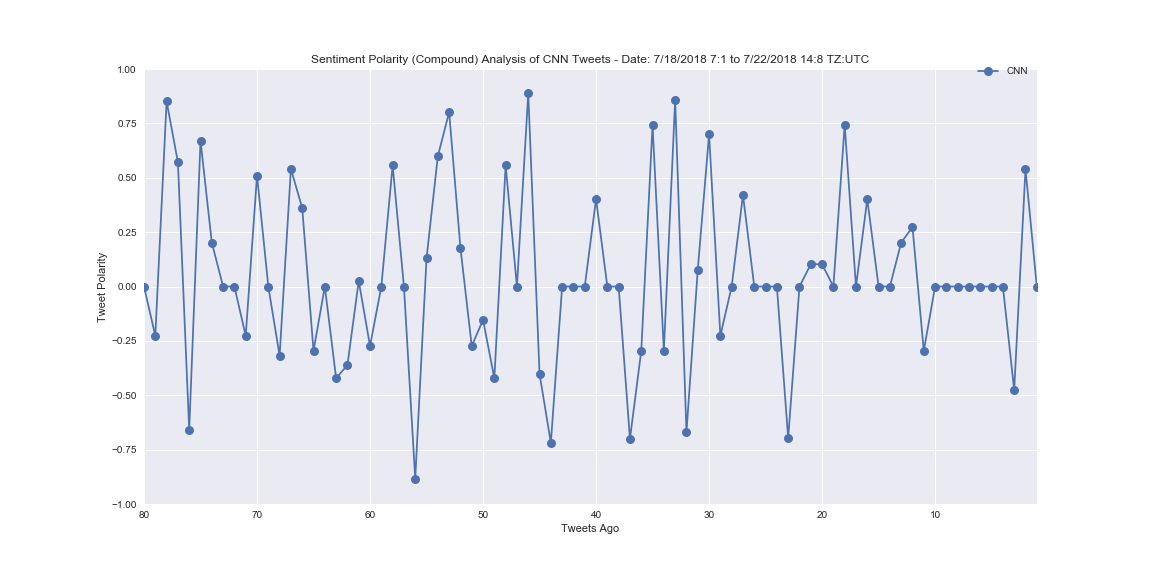 Sentiment Polarity (Compound) Analysis of CNN Tweets - Date: 7/18/2018 7:1 to 7/22/2018 14:8 TZ:UTC
CNN
1.00
0.75
0.50
0.25
0.00
−0.25
−0.50
−0.75
−1.00
Tweet Polarity
80 70 60 50 40 30 20 10
Tweets Ago